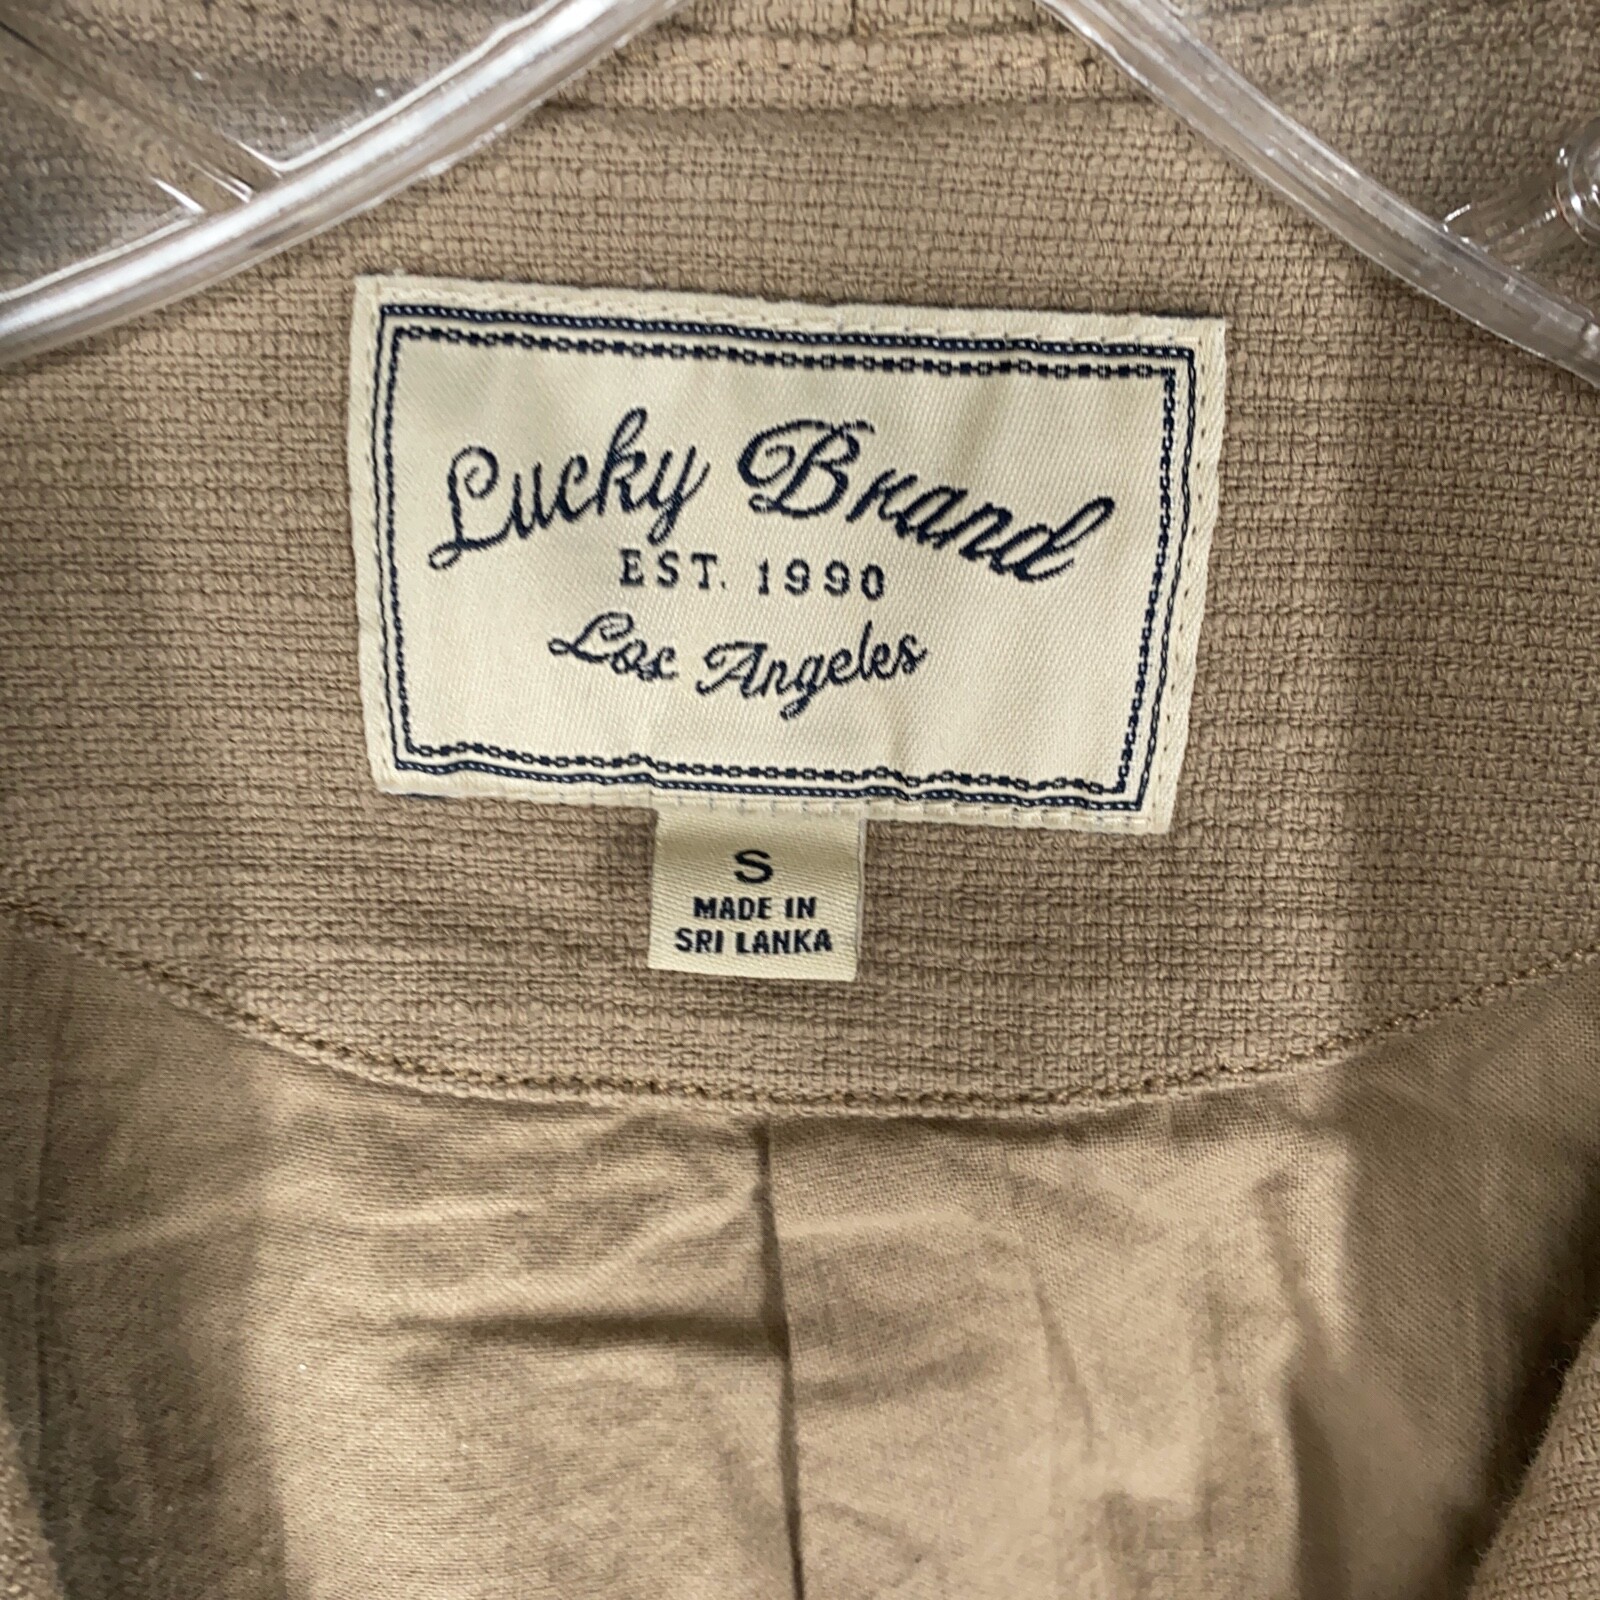 Lucky Brand
EST. 1990
Los Angeles
S
MADE IN
SRI LANKA